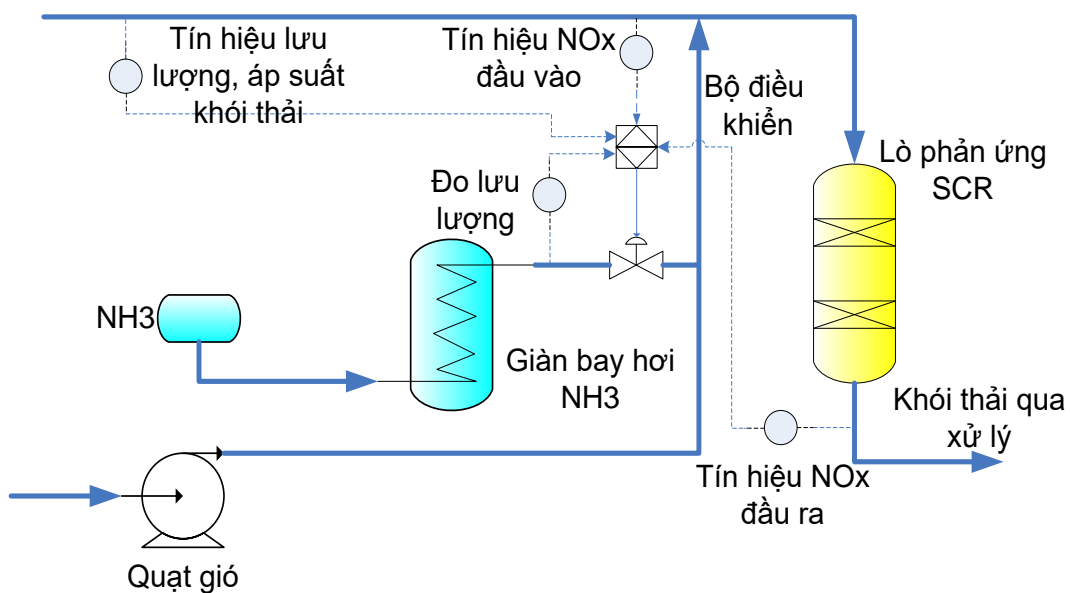 Tín hiệu lưu
lượng, áp suất
khói thải
Tín hiệu NOx
đầu vào
Bộ điều
khiển
Lò phản ứng
SCR
Đo lưu
lượng
NH3
Giàn bay hơi
NH3
Khói thải qua
xử lý
Tín hiệu NOx
đầu ra
Quạt gió